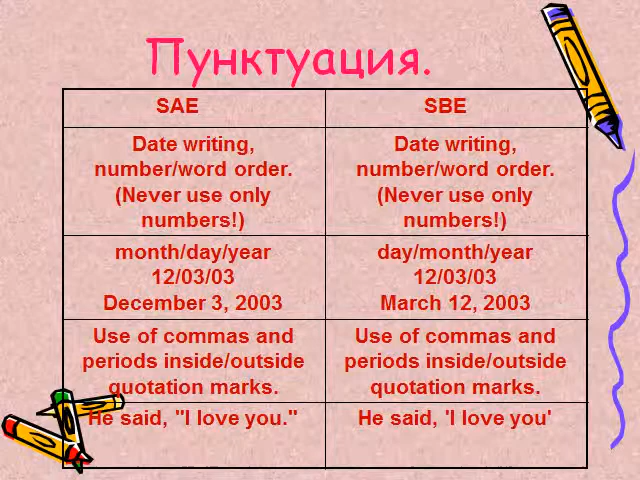 Пунктуация.
SAE SBE
Date writing, Date writing,
number/word order. number/word order.
(Never use only (Never use only
numbers!) numbers!)
month/day/year day/month/year
12/03/03 12/03/03
December 3, 2003 March 12, 2003
Use of commas and Use of commas and
periods inside/outside periods inside/outside
quotation marks. quotation marks.
He said, "I love you." He said, 'I love you'